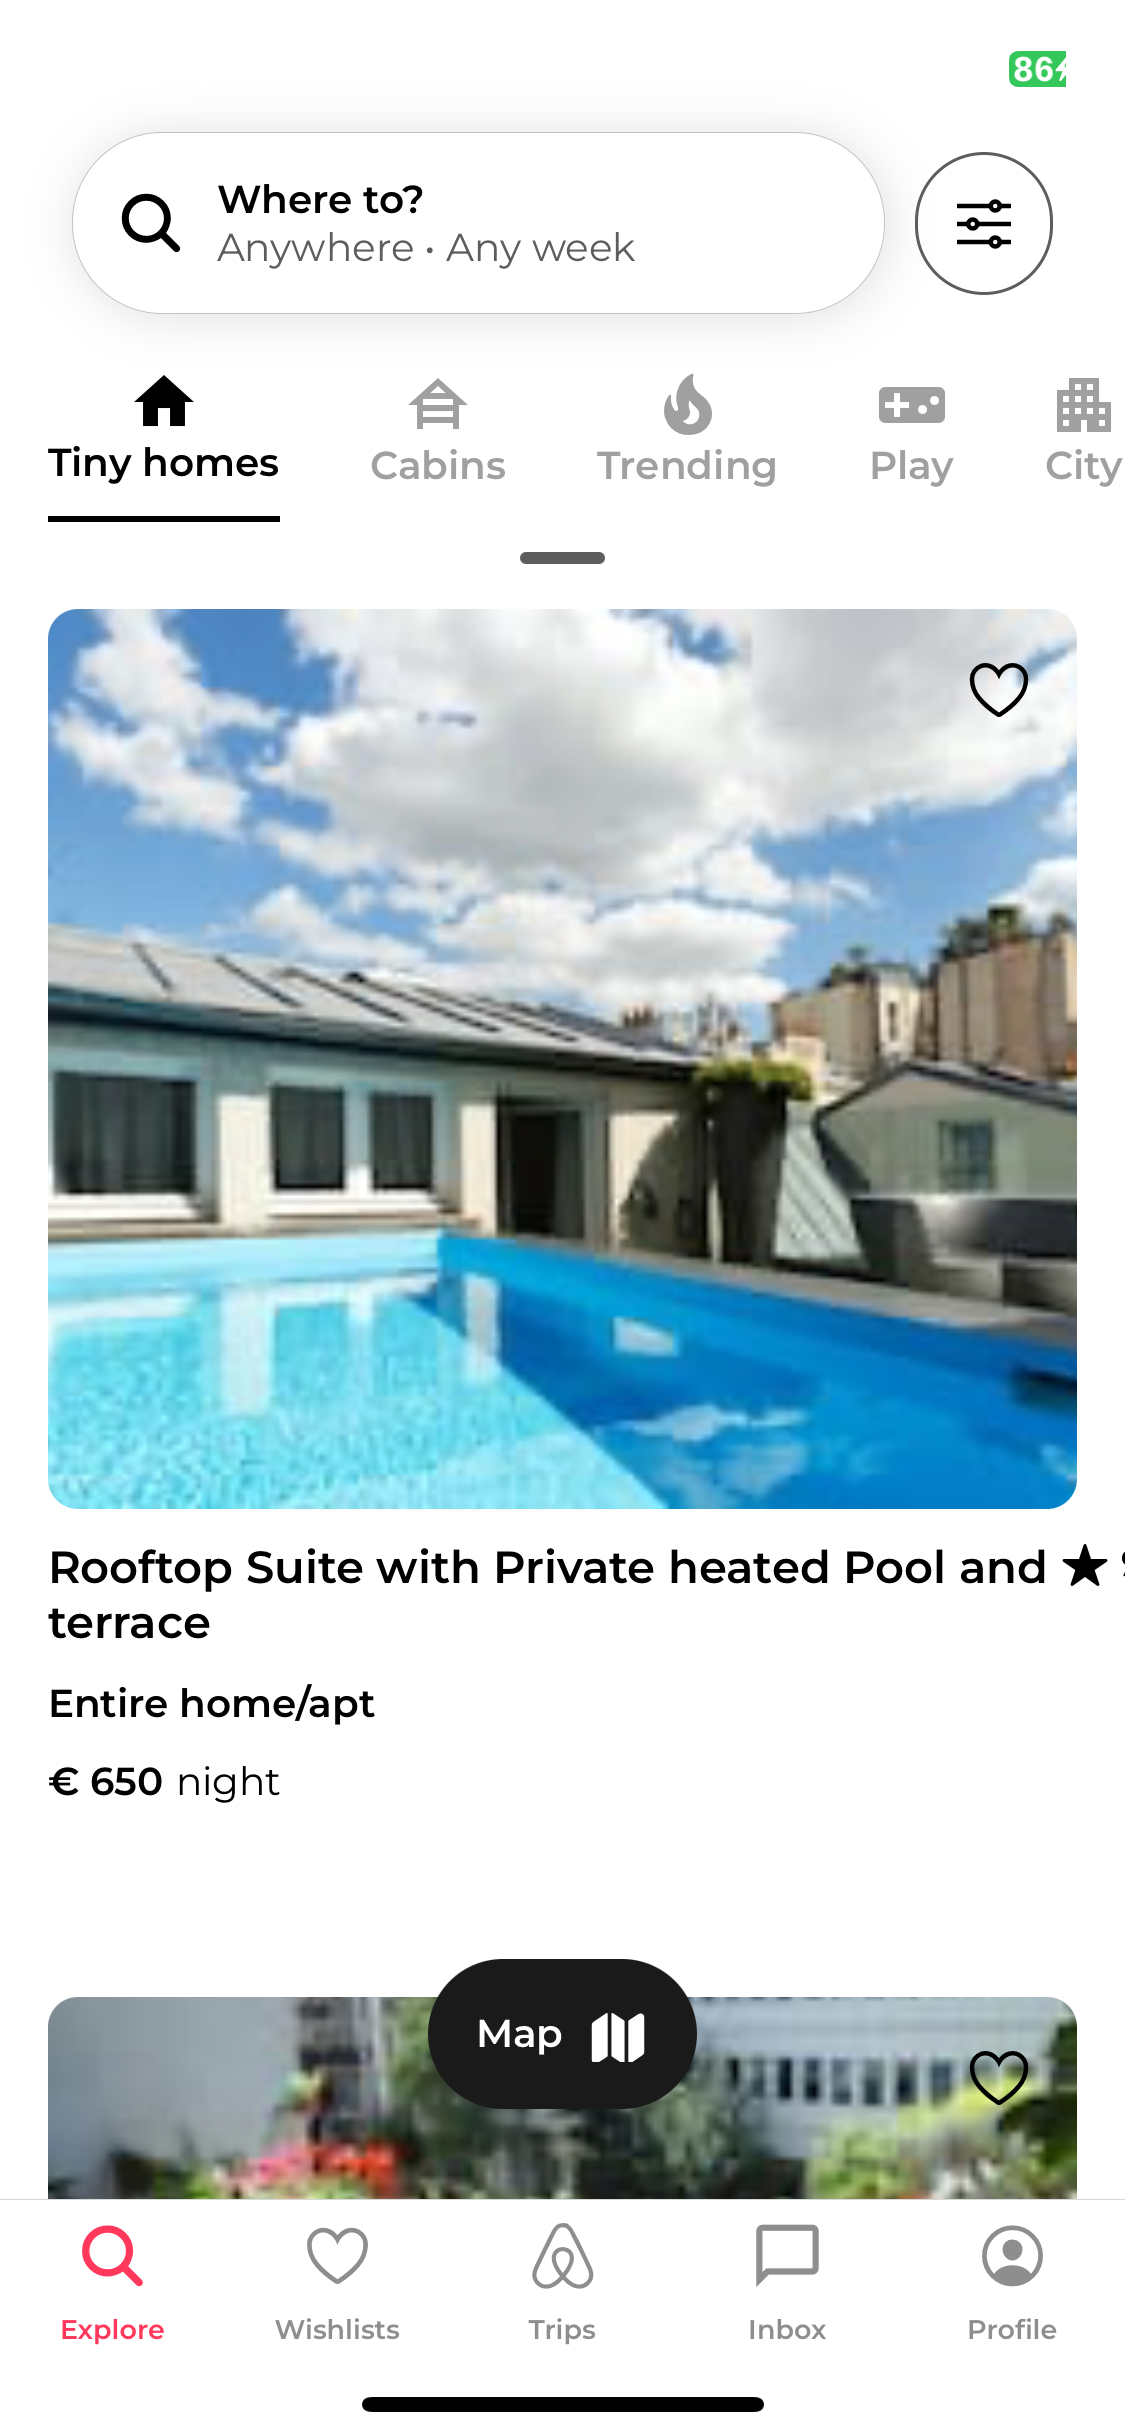 86
Where to?
Anywhere • Any week
Tiny homes
Cabins
Trending
Play
City
Rooftop Suite with Private heated Pool and ★
terrace
Entire home/apt
€ 650 night
Map
Explore
Wishlists
Trips
Inbox
Profile